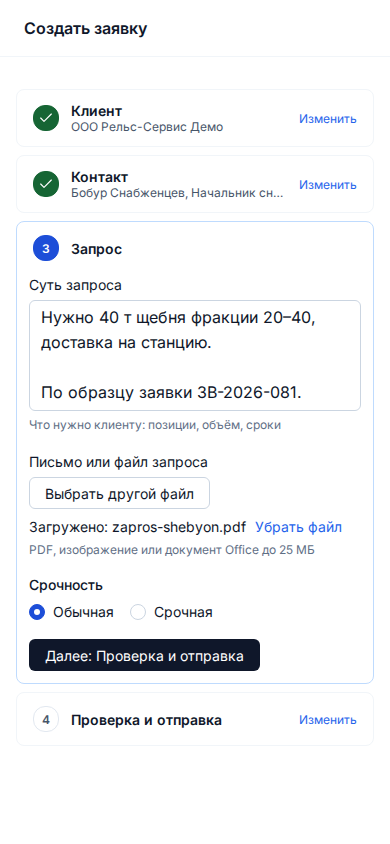 Создать заявку
Клиент
ООО Рельс-Сервис Демо
Изменить
Контакт
Бобур Снабженцев, Начальник сн...
Изменить
3
Запрос
Суть запроса
Нужно 40 т щебня фракции 20–40,
доставка на станцию.
По образцу заявки ЗВ-2026-081.
Что нужно клиенту: позиции, объём, сроки
Письмо или файл запроса
Выбрать другой файл
Загружено: zapros-shebyon.pdf Убрать файл
PDF, изображение или документ Office до 25 МБ
Срочность
Обычная
Срочная
Далее: Проверка и отправка
4
Проверка и отправка
Изменить